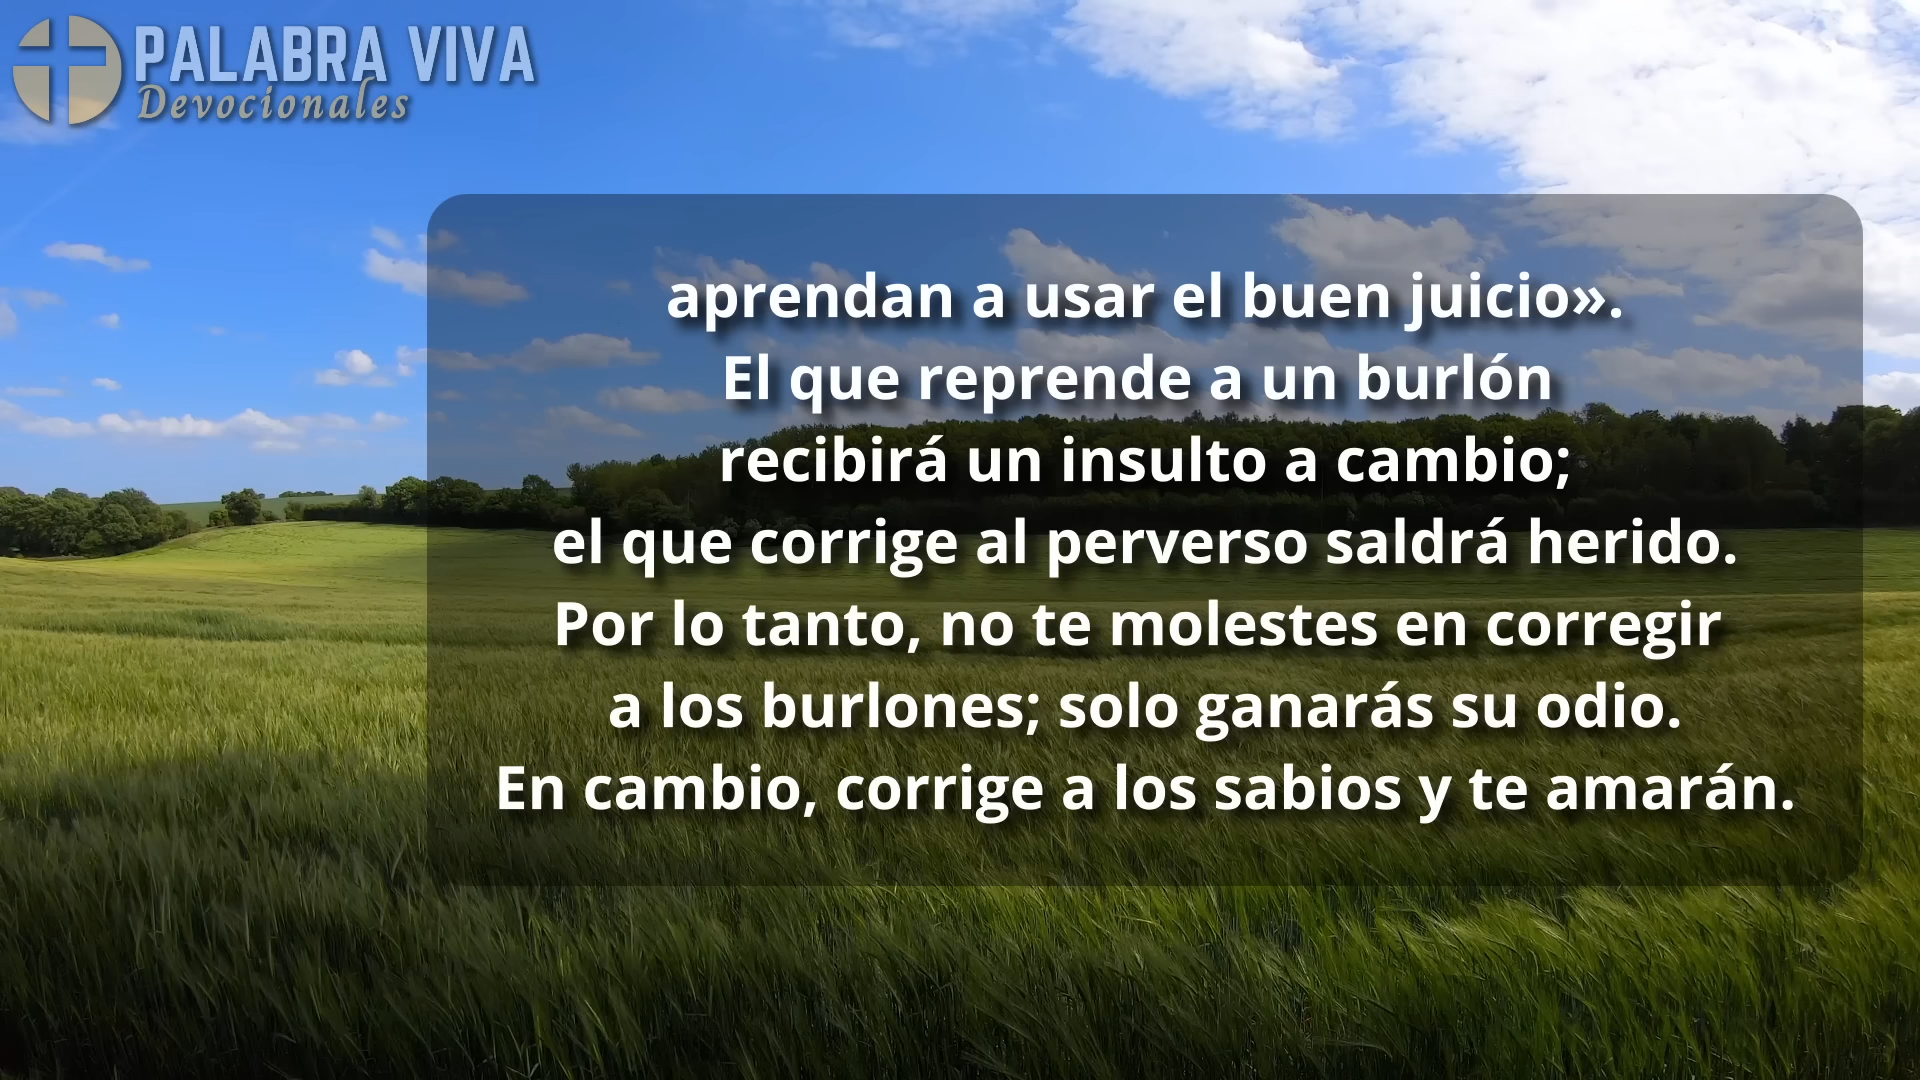 PALABRA VIVA
Devocionales
aprendan a usar el buen juicio».
El que reprende a un burlón
recibirá un insulto a cambio;
el que corrige al perverso saldrá herido.
Por lo tanto, no te molestes en corregir
a los burlones; solo ganarás su odio.
En cambio, corrige a los sabios y te amarán.